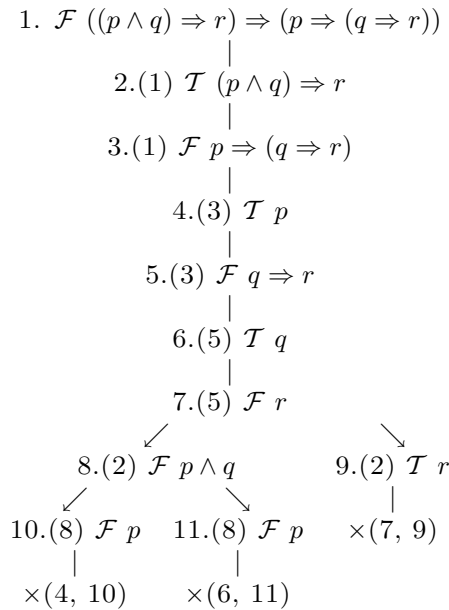 1. ℱ ((p ∧ q) ⇒ r) ⇒ (p ⇒ (q ⇒ r))
2.(1) 𝒯 (p ∧ q) ⇒ r
3.(1) ℱ p ⇒ (q ⇒ r)
4.(3) 𝒯 p
5.(3) ℱ q ⇒ r
6.(5) 𝒯 q
7.(5) ℱ r
8.(2) ℱ p ∧ q 9.(2) 𝒯 r
10.(8) ℱ p 11.(8) ℱ p ×(7, 9)
×(4, 10) ×(6, 11)